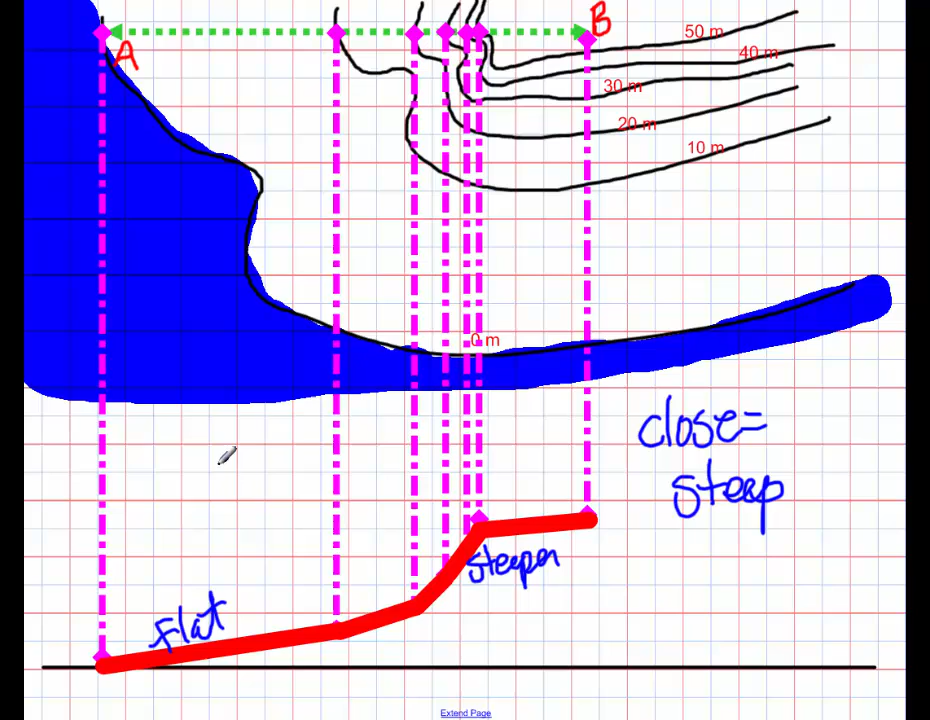 B
50 m
A
40 m
30 m
20 m
10 m
0 m
close=
steep
steeper
Flat
Extend Page